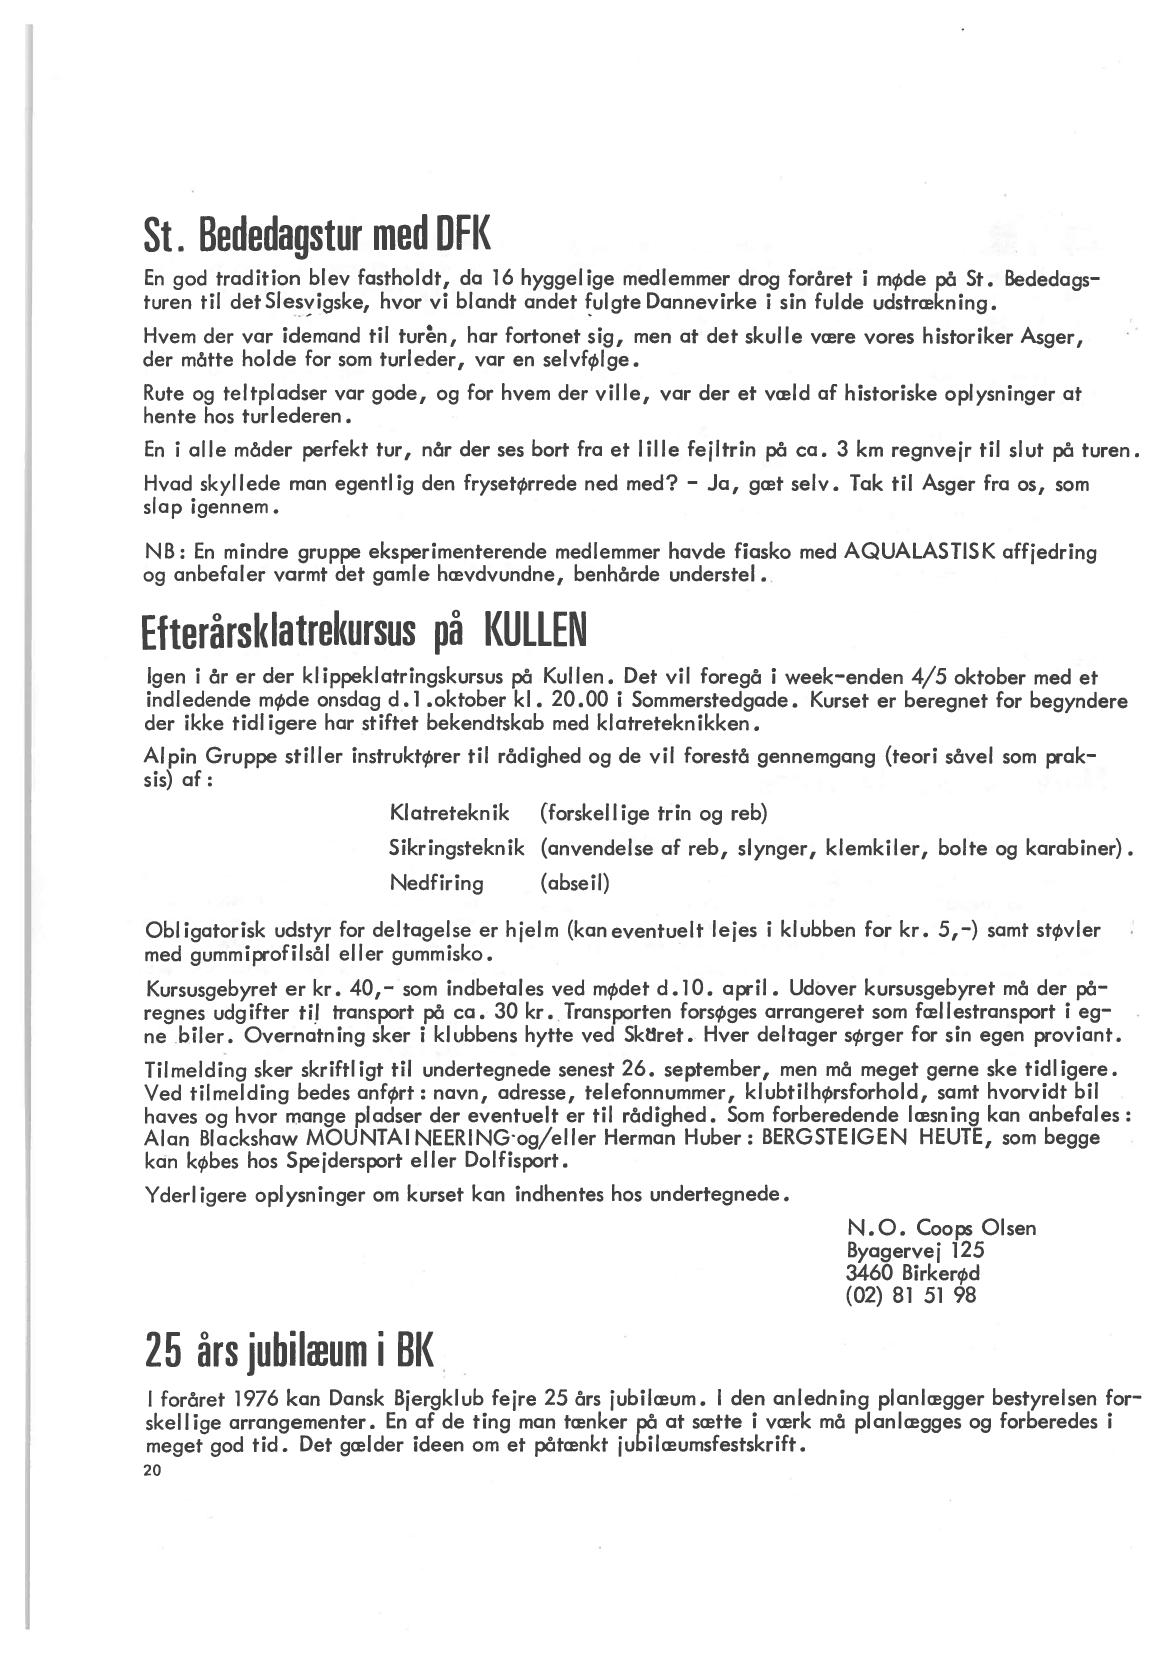 St. Bededagstur med DFK
En god tradition blev fastholdt, da 16 hyggelige medlemmer drog foråret i møde på St. Bededags-
turen til det Slesvigske, hvor vi blandt andet fulgte Dannevirke i sin fulde udstrækning.
Hvem der var idemand til turen, har fortonet sig, men at det skulle være vores historiker Asger,
der måtte holde for som turleder, var en selvfølge.
Rute og teltpladser var gode, og for hvem der ville, var der et væld af historiske oplysninger at
hente hos turlederen.
En i alle måder perfekt tur, når der ses bort fra et lille fejltrin på ca. 3 km regnvejr til slut på turen.
Hvad skyllede man egentlig den frysetørrede ned med? - Ja, gæt selv. Tak til Asger fra os, som
slap igennem.
NB: En mindre gruppe eksperimenterende medlemmer havde fiasko med AQUALASTISK affjedring
og anbefaler varmt det gamle hævdvundne, benhårde understel.
Efterårsklatrekursus på KULLEN
Igen i år er der klippeklatringskursus på Kullen. Det vil foregå i week-enden 4/5 oktober med et
indledende møde onsdag d.1.oktober kl. 20.00 i Sommerstedgade. Kurset er beregnet for begyndere
der ikke tidligere har stiftet bekendtskab med klatreteknikken.
Alpin Gruppe stiller instruktører til rådighed og de vil forestå gennemgang (teori såvel som prak-
sis) af:
Klatreteknik (forskellige trin og reb)
Sikringsteknik (anvendelse af reb, slynger, klemkiler, bolte og karabiner).
Nedfiring (abseil)
Obligatorisk udstyr for deltagelse er hjelm (kan eventuelt lejes i klubben for kr. 5,-) samt støvler
med gummiprofilsål eller gummisko.
Kursusgebyret er kr. 40,- som indbetales ved mødet d.10. april. Udover kursusgebyret må der på-
regnes udgifter til transport på ca. 30 kr. Transporten forsøges arrangeret som fællestransport i eg-
ne biler. Overnatning sker i klubbens hytte ved Skäret. Hver deltager sørger for sin egen proviant.
Tilmelding sker skriftligt til undertegnede senest 26. september, men må meget gerne ske tidligere.
Ved tilmelding bedes anført: navn, adresse, telefonnummer, klubtilhørsforhold, samt hvorvidt bil
haves og hvor mange pladser der eventuelt er til rådighed. Som forberedende læsning kan anbefales:
Alan Blackshaw MOUNTAINEERING og/eller Herman Huber: BERGSTEIGEN HEUTE, som begge
kan købes hos Spejdersport eller Dolfisport.
Yderligere oplysninger om kurset kan indhentes hos undertegnede.
N.O. Coops Olsen
Byagervej 125
3460 Birkerød
(02) 81 51 98
25 års jubilæum i BK
I foråret 1976 kan Dansk Bjergklub fejre 25 års jubilæum. I den anledning planlægger bestyrelsen for-
skellige arrangementer. En af de ting man tænker på at sætte i værk må planlægges og forberedes i
meget god tid. Det gælder ideen om et påtænkt jubilæumsfestskrift.
20